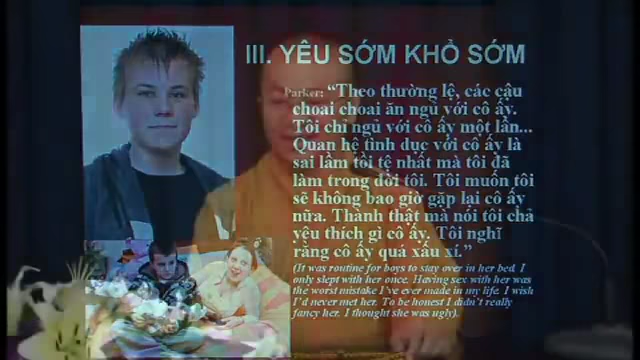 III. YÊU SỚM KHỔ SỚM
Parker: “Theo thường lệ, các cậu
choai choai ăn ngủ với cô ấy.
Tôi chỉ ngủ với cô ấy một lần...
Quan hệ tình dục với cô ấy là
sai lầm tồi tệ nhất mà tôi đã
làm trong đời tôi. Tôi muốn tôi
sẽ không bao giờ gặp lại cô ấy
nữa. Thành thật mà nói tôi chả
yêu thích gì cô ấy. Tôi nghĩ
rằng cô ấy quá xấu xí.”
(It was routine for boys to stay over in her bed. I
only slept with her once. Having sex with her was
the worst mistake I’ve ever made in my life. I wish
I’d never met her. To be honest I didn’t really
fancy her. I thought she was ugly).